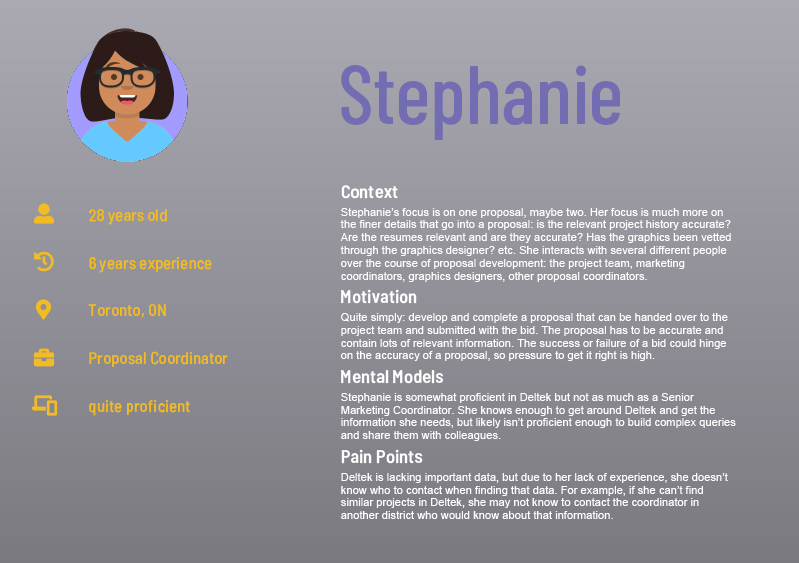 Stephanie
28 years old
6 years experience
Toronto, ON
Proposal Coordinator
quite proficient
Context
Stephanie's focus is on one proposal, maybe two. Her focus is much more on
the finer details that go into a proposal: is the relevant project history accurate?
Are the resumes relevant and are they accurate? Has the graphics been vetted
through the graphics designer? etc. She interacts with several different people
over the course of proposal development: the project team, marketing
coordinators, graphics designers, other proposal coordinators.
Motivation
Quite simply: develop and complete a proposal that can be handed over to the
project team and submitted with the bid. The proposal has to be accurate and
contain lots of relevant information. The success or failure of a bid could hinge
on the accuracy of a proposal, so pressure to get it right is high.
Mental Models
Stephanie is somewhat proficient in Deltek but not as much as a Senior
Marketing Coordinator. She knows enough to get around Deltek and get the
information she needs, but likely isn't proficient enough to build complex queries
and share them with colleagues.
Pain Points
Deltek is lacking important data, but due to her lack of experience, she doesn't
know who to contact when finding that data. For example, if she can't find
similar projects in Deltek, she may not know to contact the coordinator in
another district who would know about that information.